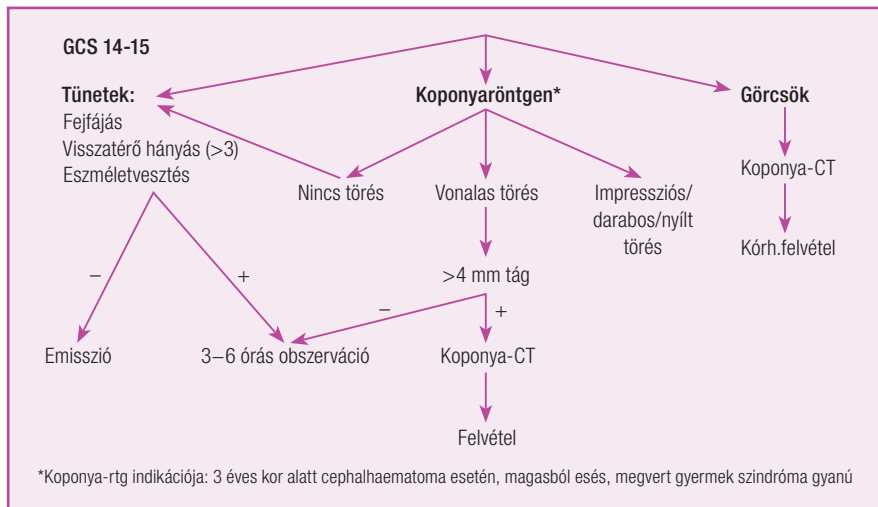 GCS 14-15
Tünetek:
Fejfájás
Visszatérő hányás (>3)
Eszméletvesztés
Koponyaröntgen*
Görcsök
Nincs törés
Vonalas törés
Impressziós/
darabos/nyílt
törés
Koponya-CT
Kórh.felvétel
>4 mm tág
–
+
–
+
Emisszió
3–6 órás obszerváció
Koponya-CT
Felvétel
*Koponya-rtg indikációja: 3 éves kor alatt cephalhaematoma esetén, magasból esés, megvert gyermek szindróma gyanú